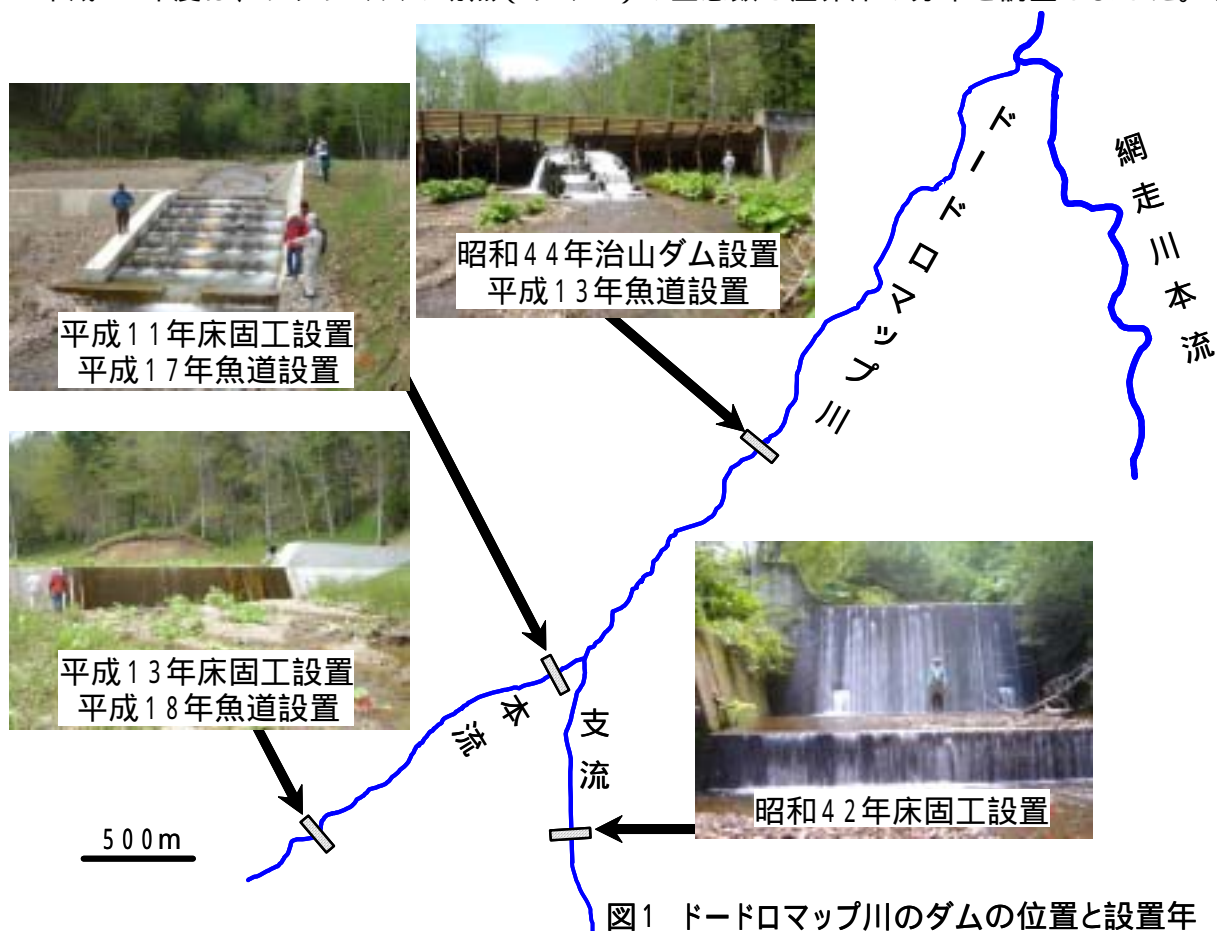 昭和44年治山ダム設置
平成13年魚道設置
平成11年床固工設置
平成17年魚道設置
ドードロマップ川
網走川本流
平成13年床固工設置
平成18年魚道設置
本流
支流
昭和42年床固工設置
500m
図1 ドードロマップ川のダムの位置と設置年